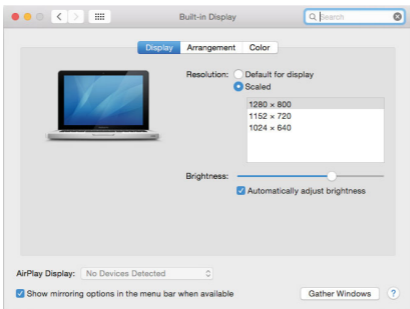 Built-in Display
Search
Display Arrangement Color
Resolution: Default for display
Scaled
1280 × 800
1152 × 720
1024 × 640
Brightness:
Automatically adjust brightness
AirPlay Display: No Devices Detected
Show mirroring options in the menu bar when available
Gather Windows ?